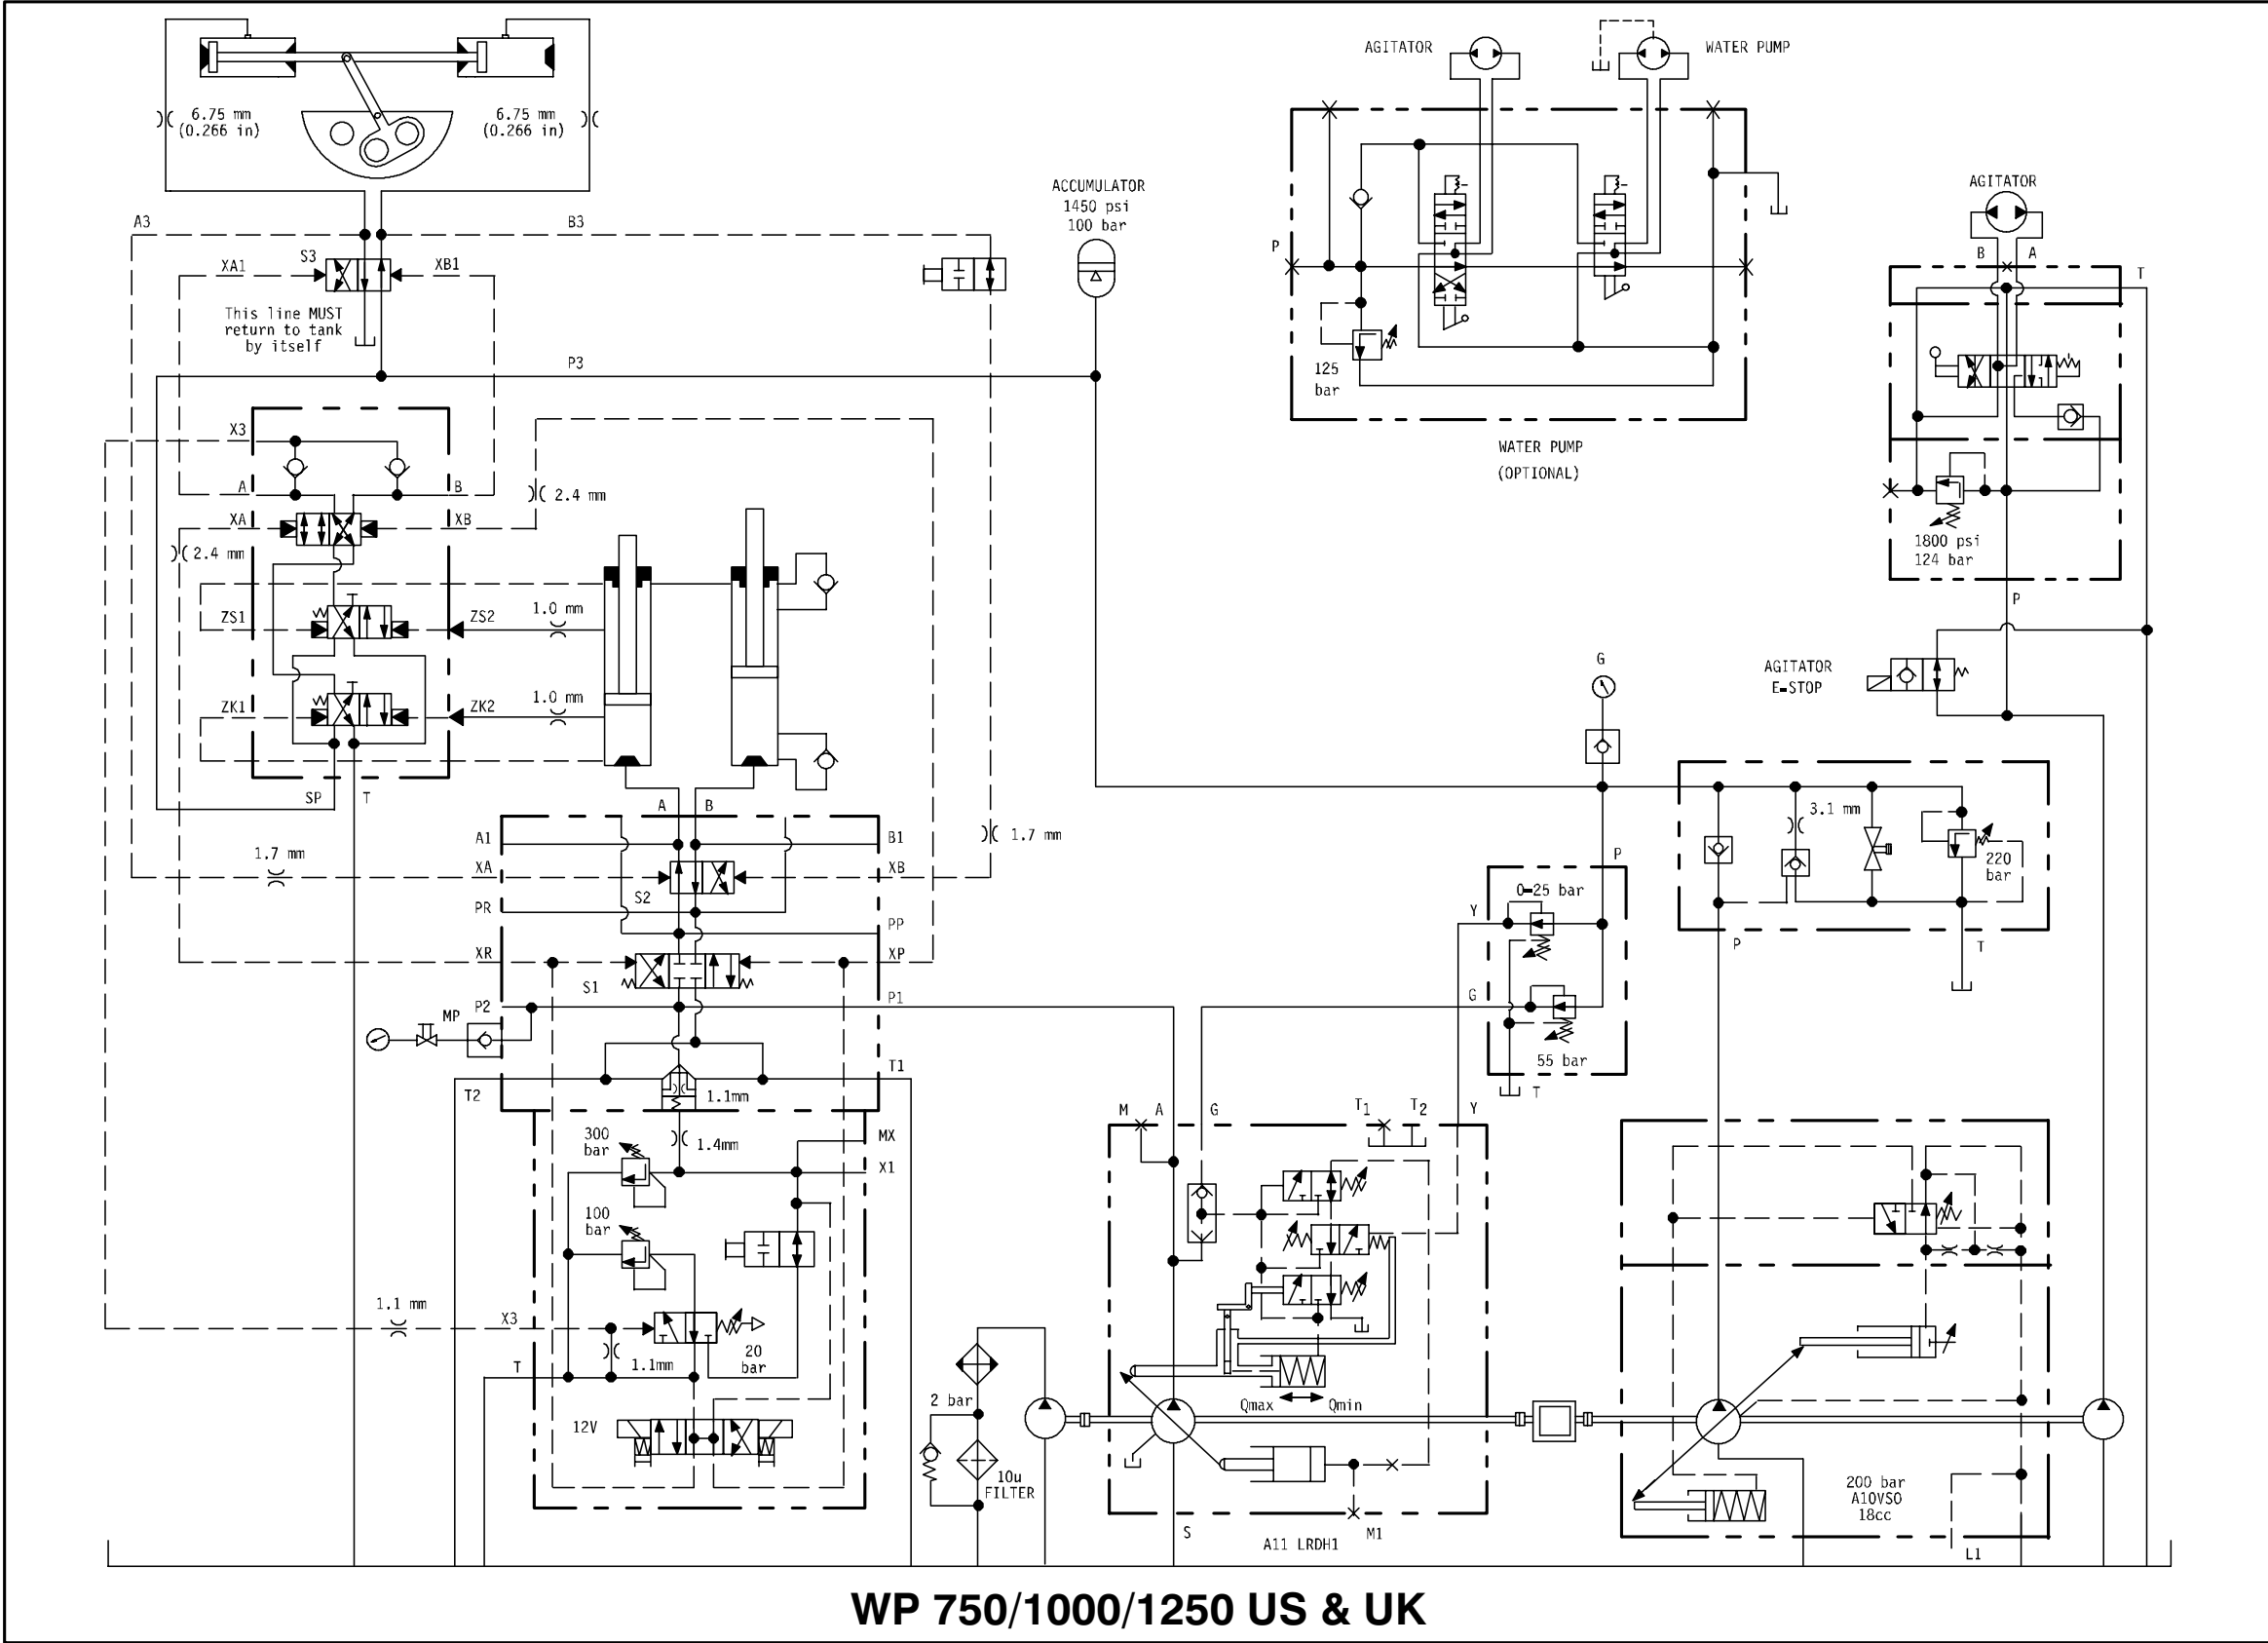 AGITATOR
WATER PUMP
6.75 mm
(0.266 in)
6.75 mm
(0.266 in)
ACCUMULATOR
1450 psi
100 bar
AGITATOR
A3
B3
S3
XA1
XB1
This line MUST
return to tank
by itself
P
B
A
T
P3
125
bar
WATER PUMP
(OPTIONAL)
X3
A
B
2.4 mm
XA
XB
2.4 mm
1800 psi
124 bar
P
ZS1
ZS2
1.0 mm
ZK1
ZK2
1.0 mm
G
AGITATOR
E-STOP
SP
T
A
B
3.1 mm
220
bar
A1
B1
1.7 mm
1.7 mm
XA
XB
S2
PR
PP
P
0-25 bar
Y
XR
XP
S1
P
T
P2
P1
MP
G
55 bar
T1
T2
1.1mm
T
M
A
G
T1
T2
Y
300
bar
1.4mm
MX
X1
100
bar
1.1 mm
X3
20
bar
1.1mm
T
2 bar
Qmax
Qmin
12V
10u
FILTER
200 bar
A10VSO
18cc
S
M1
A11 LRDH1
L1
WP 750/1000/1250 US & UK